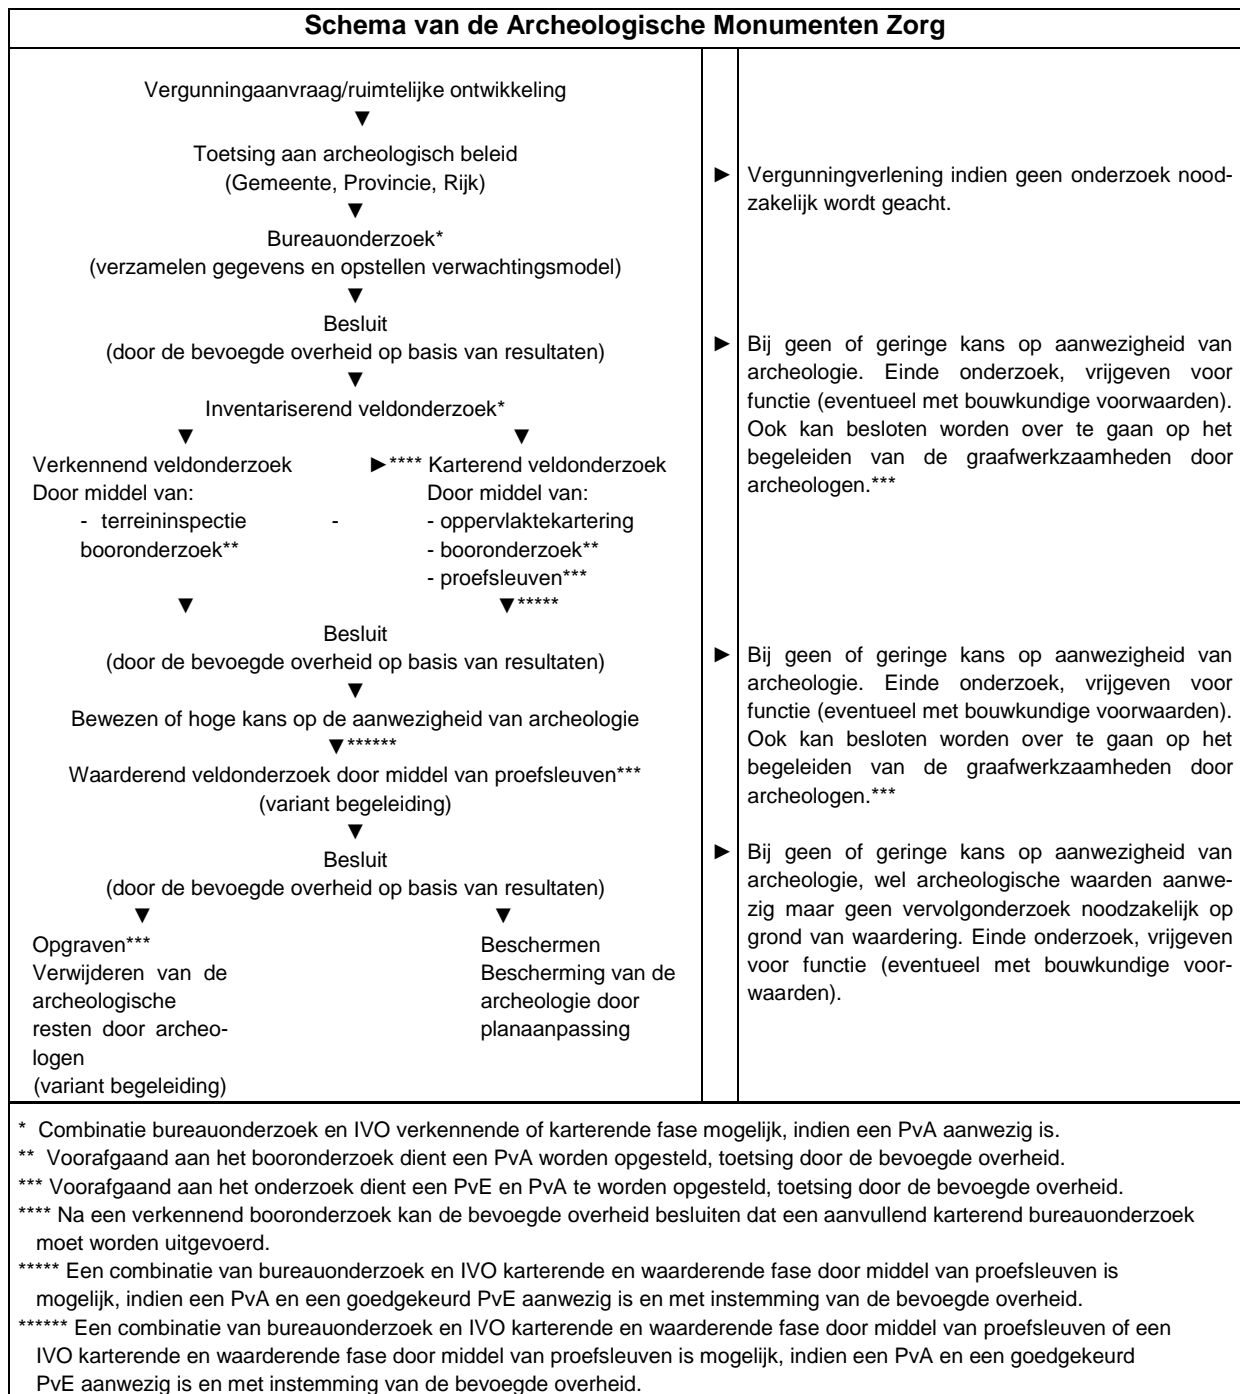 Schema van de Archeologische Monumenten Zorg
Vergunningaanvraag/ruimtelijke ontwikkeling
▼
Toetsing aan archeologisch beleid
(Gemeente, Provincie, Rijk)
▼
Bureauonderzoek*
(verzamelen gegevens en opstellen verwachtingsmodel)
▼
Besluit
(door de bevoegde overheid op basis van resultaten)
▼
Inventariserend veldonderzoek*
▼ ▼
Verkennend veldonderzoek ►**** Karterend veldonderzoek
Door middel van: Door middel van:
- terreininspectie - - oppervlaktekartering
booronderzoek** - booronderzoek**
- proefsleuven***
▼ ▼*****
Besluit
(door de bevoegde overheid op basis van resultaten)
▼
Bewezen of hoge kans op de aanwezigheid van archeologie
▼******
Waarderend veldonderzoek door middel van proefsleuven***
(variant begeleiding)
▼
Besluit
(door de bevoegde overheid op basis van resultaten)
▼ ▼
Opgraven*** Beschermen
Verwijderen van de Bescherming van de
archeologische archeologie door
resten door archeo- planaanpassing
logen
(variant begeleiding)
► Vergunningverlening indien geen onderzoek nood-
zakelijk wordt geacht.
► Bij geen of geringe kans op aanwezigheid van
archeologie. Einde onderzoek, vrijgeven voor
functie (eventueel met bouwkundige voorwaarden).
Ook kan besloten worden over te gaan op het
begeleiden van de graafwerkzaamheden door
archeologen.***
► Bij geen of geringe kans op aanwezigheid van
archeologie. Einde onderzoek, vrijgeven voor
functie (eventueel met bouwkundige voorwaarden).
Ook kan besloten worden over te gaan op het
begeleiden van de graafwerkzaamheden door
archeologen.***
► Bij geen of geringe kans op aanwezigheid van
archeologie, wel archeologische waarden aanwe-
zig maar geen vervolgonderzoek noodzakelijk op
grond van waardering. Einde onderzoek, vrijgeven
voor functie (eventueel met bouwkundige voor-
waarden).
* Combinatie bureauonderzoek en IVO verkennende of karterende fase mogelijk, indien een PvA aanwezig is.
** Voorafgaand aan het booronderzoek dient een PvA worden opgesteld, toetsing door de bevoegde overheid.
*** Voorafgaand aan het onderzoek dient een PvE en PvA te worden opgesteld, toetsing door de bevoegde overheid.
**** Na een verkennend booronderzoek kan de bevoegde overheid besluiten dat een aanvullend karterend bureauonderzoek
moet worden uitgevoerd.
***** Een combinatie van bureauonderzoek en IVO karterende en waarderende fase door middel van proefsleuven is
mogelijk, indien een PvA en een goedgekeurd PvE aanwezig is en met instemming van de bevoegde overheid.
****** Een combinatie van bureauonderzoek en IVO karterende en waarderende fase door middel van proefsleuven of een
IVO karterende en waarderende fase door middel van proefsleuven is mogelijk, indien een PvA en een goedgekeurd
PvE aanwezig is en met instemming van de bevoegde overheid.